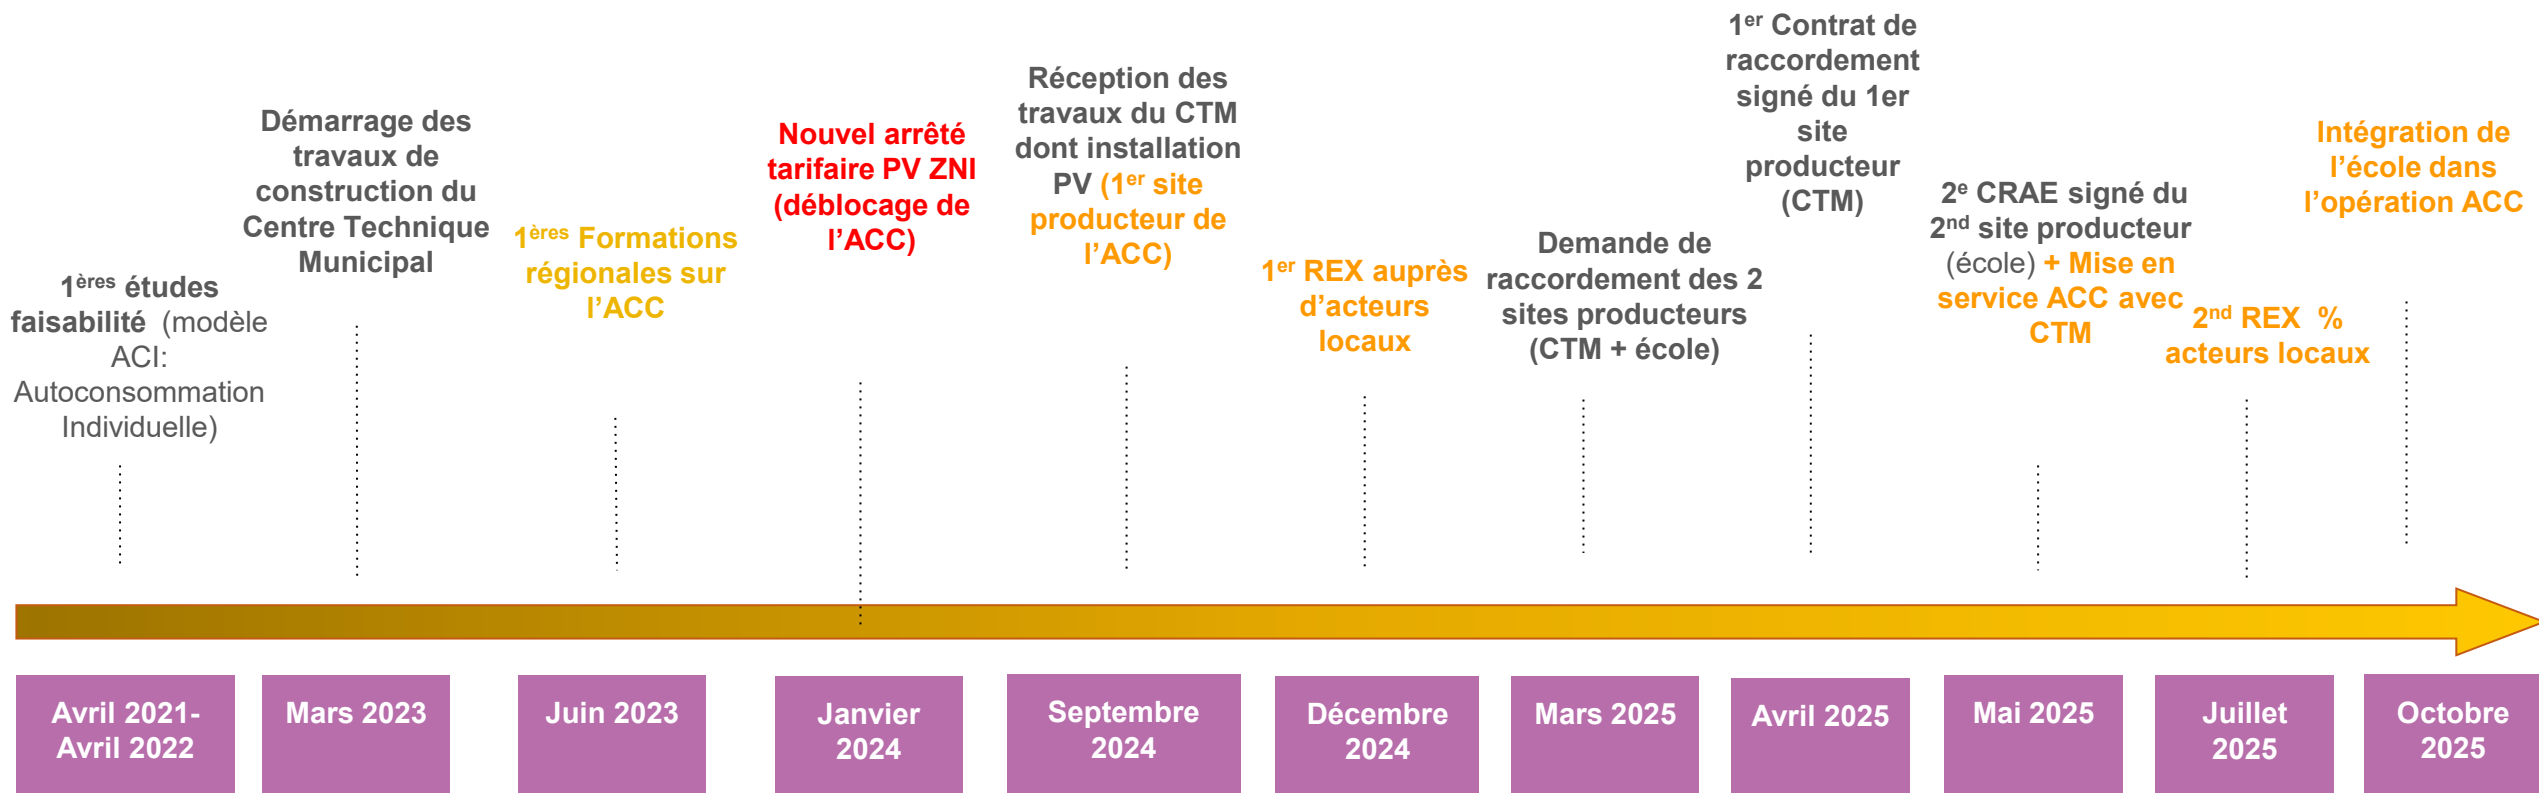 1ères études
faisabilité (modèle
ACI:
Autoconsommation
Individuelle)
Démarrage des
travaux de
construction du
Centre Technique
Municipal
1ères Formations
régionales sur
l’ACC
Nouvel arrêté
tarifaire PV ZNI
(déblocage de
l’ACC)
Réception des
travaux du CTM
dont installation
PV (1er site
producteur de
l’ACC)
1er REX auprès
d’acteurs
locaux
Demande de
raccordement des 2
sites producteurs
(CTM + école)
1er Contrat de
raccordement
signé du 1er
site
producteur
(CTM)
2e CRAE signé du
2nd site producteur
(école) + Mise en
service ACC avec
CTM
2nd REX %
acteurs locaux
Intégration de
l’école dans
l’opération ACC
Avril 2021-
Avril 2022
Mars 2023
Juin 2023
Janvier
2024
Septembre
2024
Décembre
2024
Mars 2025
Avril 2025
Mai 2025
Juillet
2025
Octobre
2025